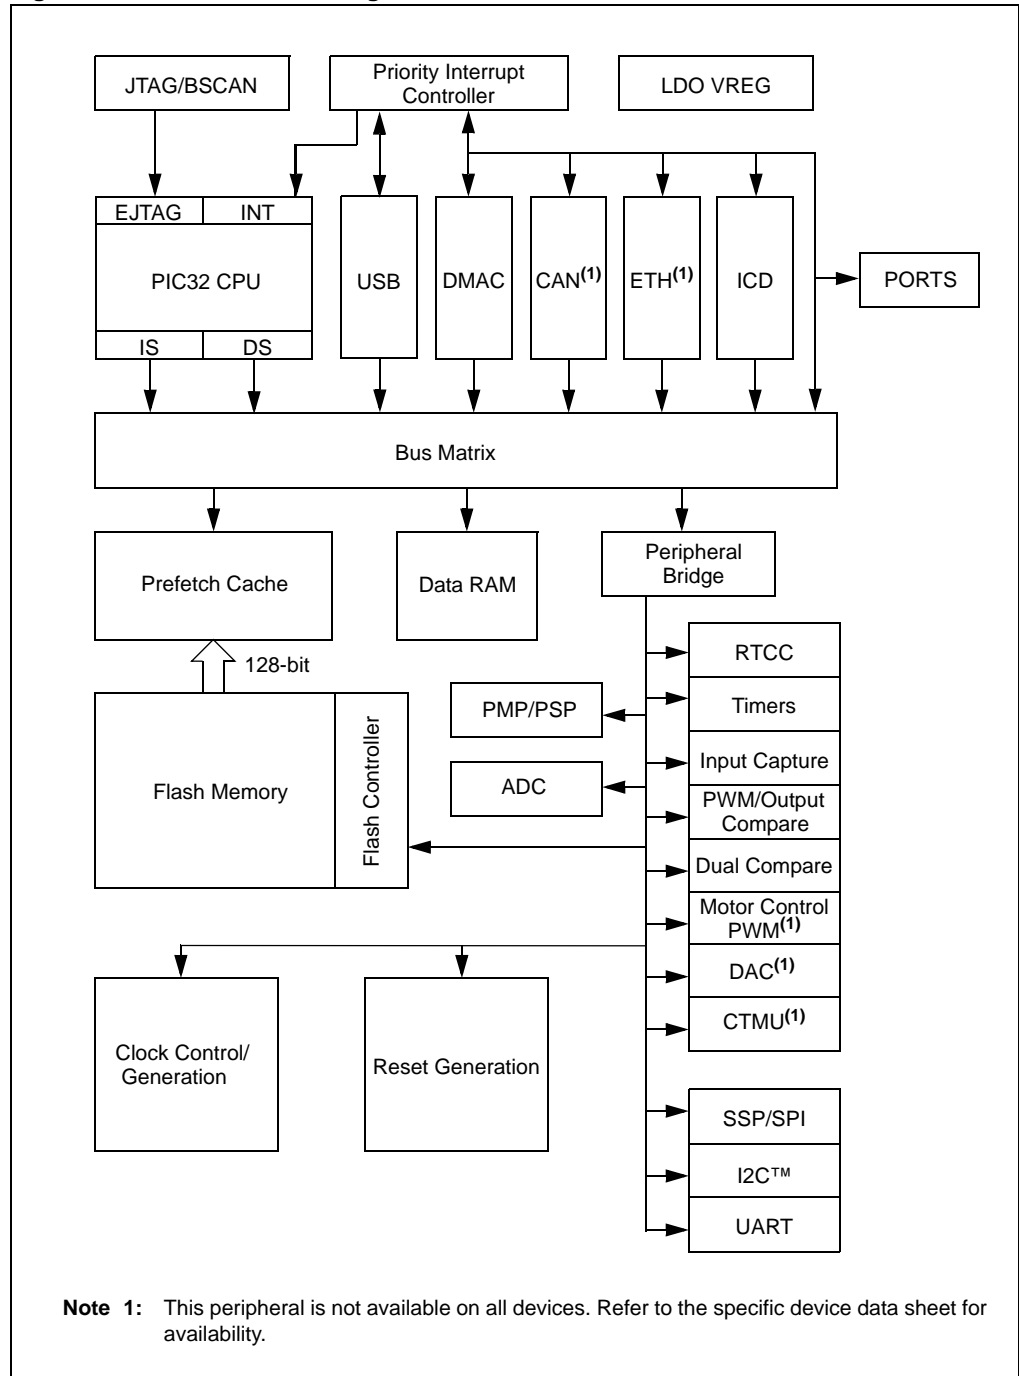 JTAG/BSCAN
Priority Interrupt
Controller
LDO VREG
EJTAG
INT
PIC32 CPU
IS
DS
USB
DMAC
CAN(1)
ETH(1)
ICD
PORTS
Bus Matrix
Prefetch Cache
Data RAM
Peripheral
Bridge
128-bit
Flash Memory
Flash Controller
PMP/PSP
ADC
RTCC
Timers
Input Capture
PWM/Output
Compare
Dual Compare
Motor Control
PWM(1)
DAC(1)
CTMU(1)
Clock Control/
Generation
Reset Generation
SSP/SPI
I2C™
UART
Note 1: This peripheral is not available on all devices. Refer to the specific device data sheet for
availability.